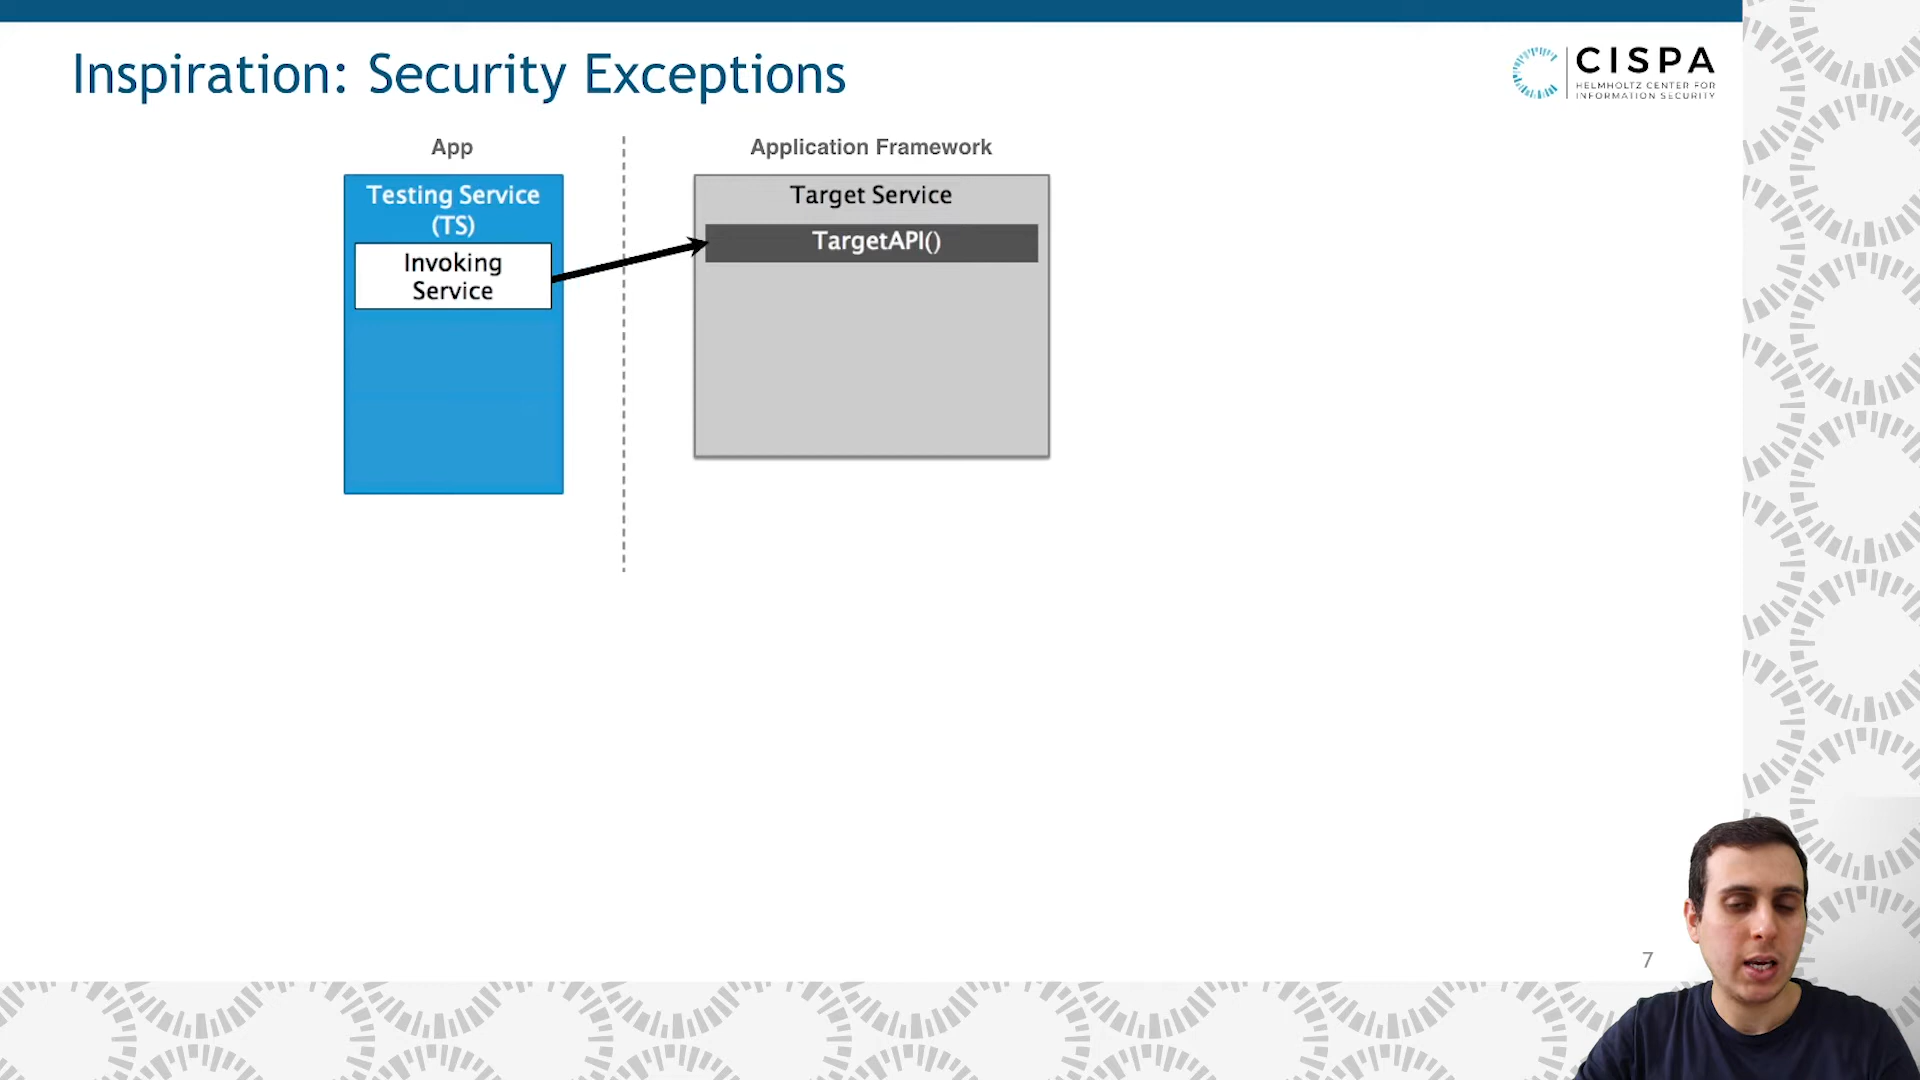 Inspiration: Security Exceptions
CISPA
HELMHOLTZ CENTER FOR
INFORMATION SECURITY
App
Application Framework
Testing Service
(TS)
Invoking
Service
Target Service
TargetAPI()
7